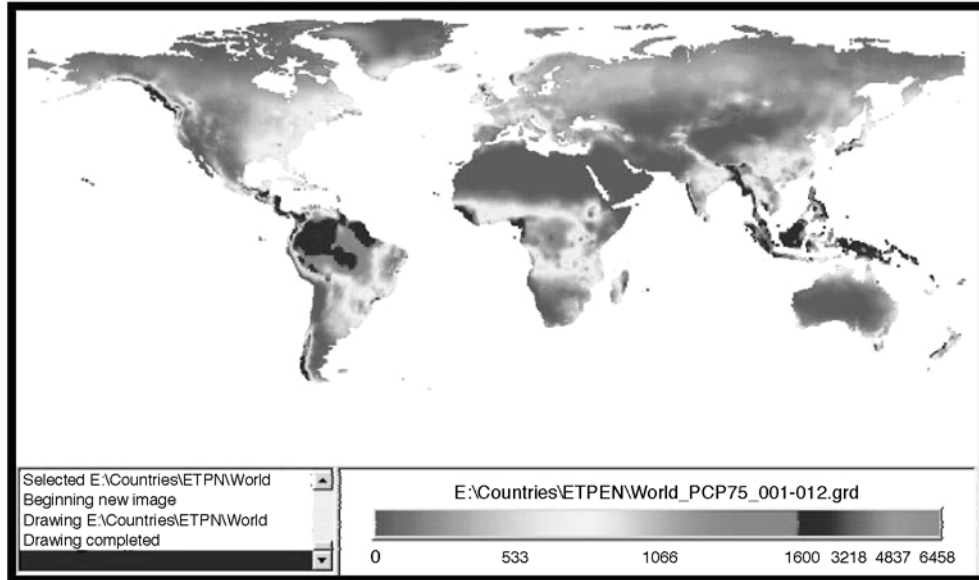 Selected E:\Countries\ETPN\World
Beginning new image
Drawing E:\Countries\ETPN\World
Drawing completed
E:\Countries\ETPEN\World_PCP75_001-012.grd
0 533 1066 1600 3218 4837 6458